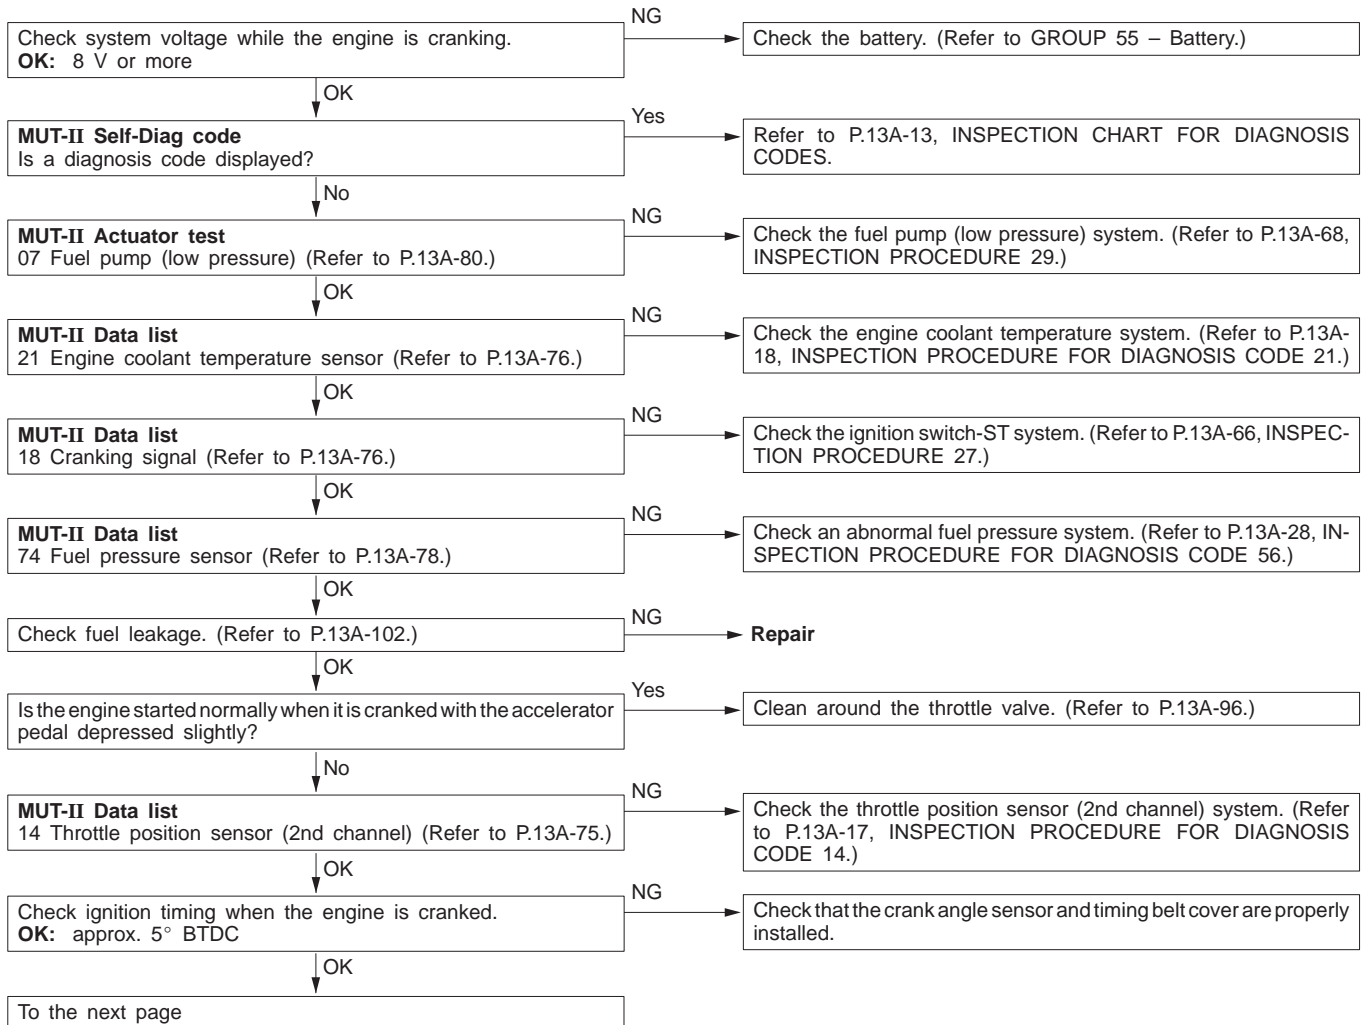 NG
Check system voltage while the engine is cranking.
OK: 8 V or more
Check the battery. (Refer to GROUP 55 – Battery.)
OK
MUT-II Self-Diag code
Is a diagnosis code displayed?
Yes
Refer to P.13A-13, INSPECTION CHART FOR DIAGNOSIS
CODES.
No
MUT-II Actuator test
07 Fuel pump (low pressure) (Refer to P.13A-80.)
NG
Check the fuel pump (low pressure) system. (Refer to P.13A-68,
INSPECTION PROCEDURE 29.)
OK
MUT-II Data list
21 Engine coolant temperature sensor (Refer to P.13A-76.)
NG
Check the engine coolant temperature system. (Refer to P.13A-
18, INSPECTION PROCEDURE FOR DIAGNOSIS CODE 21.)
OK
MUT-II Data list
18 Cranking signal (Refer to P.13A-76.)
NG
Check the ignition switch-ST system. (Refer to P.13A-66, INSPEC-
TION PROCEDURE 27.)
OK
MUT-II Data list
74 Fuel pressure sensor (Refer to P.13A-78.)
NG
Check an abnormal fuel pressure system. (Refer to P.13A-28, IN-
SPECTION PROCEDURE FOR DIAGNOSIS CODE 56.)
OK
Check fuel leakage. (Refer to P.13A-102.)
NG
Repair
OK
Is the engine started normally when it is cranked with the accelerator
pedal depressed slightly?
Yes
Clean around the throttle valve. (Refer to P.13A-96.)
No
MUT-II Data list
14 Throttle position sensor (2nd channel) (Refer to P.13A-75.)
NG
Check the throttle position sensor (2nd channel) system. (Refer
to P.13A-17, INSPECTION PROCEDURE FOR DIAGNOSIS
CODE 14.)
OK
Check ignition timing when the engine is cranked.
OK: approx. 5° BTDC
NG
Check that the crank angle sensor and timing belt cover are properly
installed.
OK
To the next page